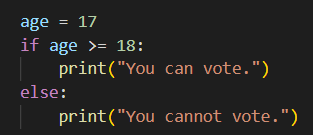 age = 17
if age >= 18:
    print("You can vote.")
else:
    print("You cannot vote.")